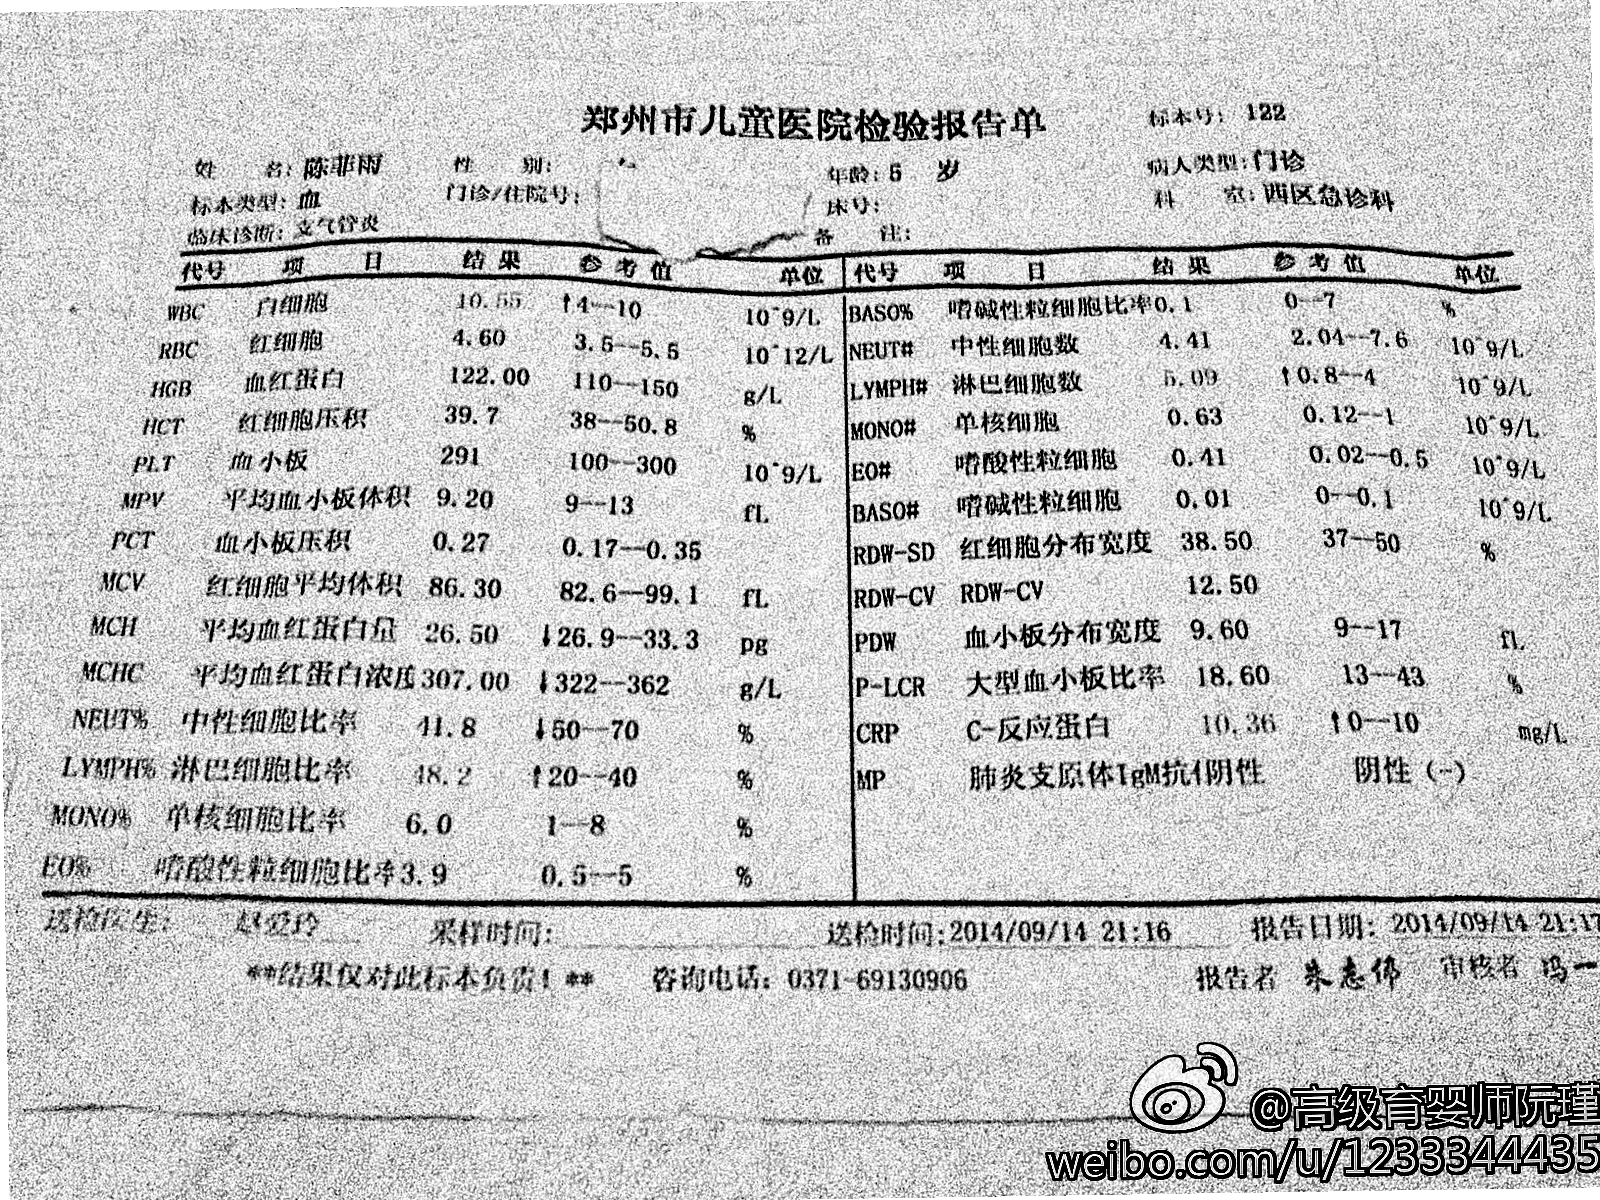 郑州市儿童医院检验报告单 标本号: 122
姓 名: 陈菲雨 性 别: 年龄: 5 岁 病人类型: 门诊
标本类型: 血 门诊/住院号: 床号: 科 室: 西区急诊科
临床诊断: 支气管炎 备 注:
代号 项 目 结 果 参 考 值 单位 代号 项 目 结 果 参 考 值 单位
WBC 白细胞 10.55 ↑4--10 10^9/L BASO% 嗜碱性粒细胞比率0.1 0--7 %
RBC 红细胞 4.60 3.5--5.5 10^12/L NEUT# 中性细胞数 4.41 2.04--7.6 10^9/L
HGB 血红蛋白 122.00 110--150 g/L LYMPH# 淋巴细胞数 5.09 ↑0.8--4 10^9/L
HCT 红细胞压积 39.7 38--50.8 % MONO# 单核细胞 0.63 0.12--1 10^9/L
PLT 血小板 291 100--300 10^9/L EO# 嗜酸性粒细胞 0.41 0.02--0.5 10^9/L
MPV 平均血小板体积 9.20 9--13 fL BASO# 嗜碱性粒细胞 0.01 0--0.1 10^9/L
PCT 血小板压积 0.27 0.17--0.35 RDW-SD 红细胞分布宽度 38.50 37--50 %
MCV 红细胞平均体积 86.30 82.6--99.1 fL RDW-CV RDW-CV 12.50
MCH 平均血红蛋白量 26.50 ↓26.9--33.3 pg PDW 血小板分布宽度 9.60 9--17 fL
MCHC 平均血红蛋白浓度307.00 ↓322--362 g/L P-LCR 大型血小板比率 18.60 13--43 %
NEUT% 中性细胞比率 41.8 ↓50--70 % CRP C-反应蛋白 10.36 ↑0--10 mg/L
LYMPH% 淋巴细胞比率 48.2 ↑20--40 % MP 肺炎支原体IgM抗体阴性 阴性 (-)
MONO% 单核细胞比率 6.0 1--8 %
EO% 嗜酸性粒细胞比率3.9 0.5--5 %
送检医生: 赵爱玲 采样时间: 送检时间:2014/09/14 21:16 报告日期: 2014/09/14 21:17
**结果仅对此标本负责! ** 咨询电话: 0371-69130906 报告者 朱惠伟 审核者 冯一
@高级育婴师阮瑾
weibo.com/u/1233344435